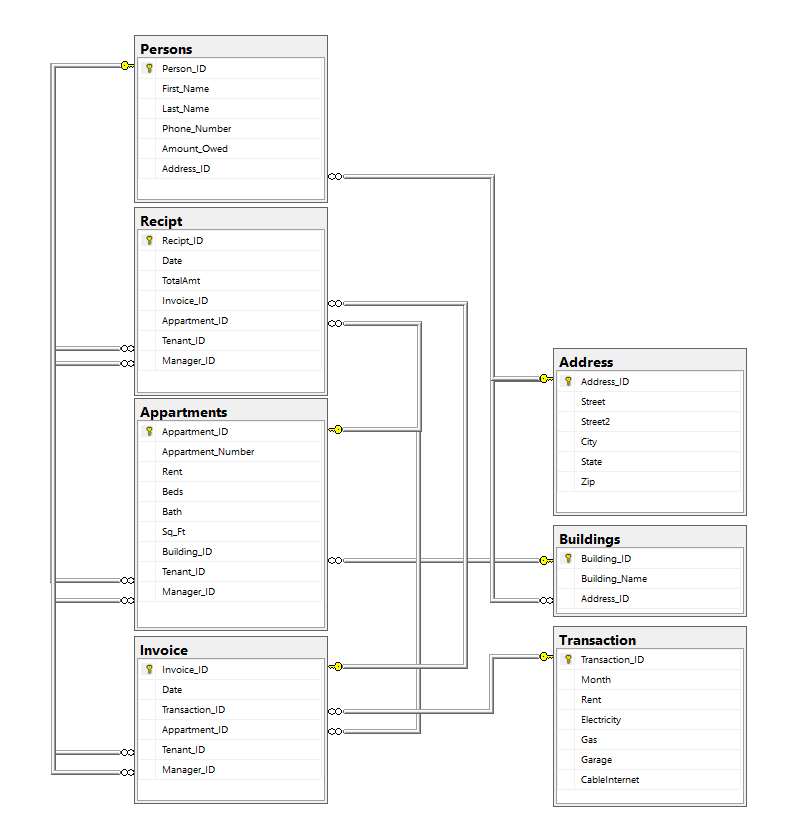 Persons
Person_ID
First_Name
Last_Name
Phone_Number
Amount_Owed
Address_ID
Recipt
Recipt_ID
Date
TotalAmt
Invoice_ID
Appartment_ID
Tenant_ID
Manager_ID
Appartments
Appartment_ID
Appartment_Number
Rent
Beds
Bath
Sq_Ft
Building_ID
Tenant_ID
Manager_ID
Invoice
Invoice_ID
Date
Transaction_ID
Appartment_ID
Tenant_ID
Manager_ID
Address
Address_ID
Street
Street2
City
State
Zip
Buildings
Building_ID
Building_Name
Address_ID
Transaction
Transaction_ID
Month
Rent
Electricity
Gas
Garage
CableInternet